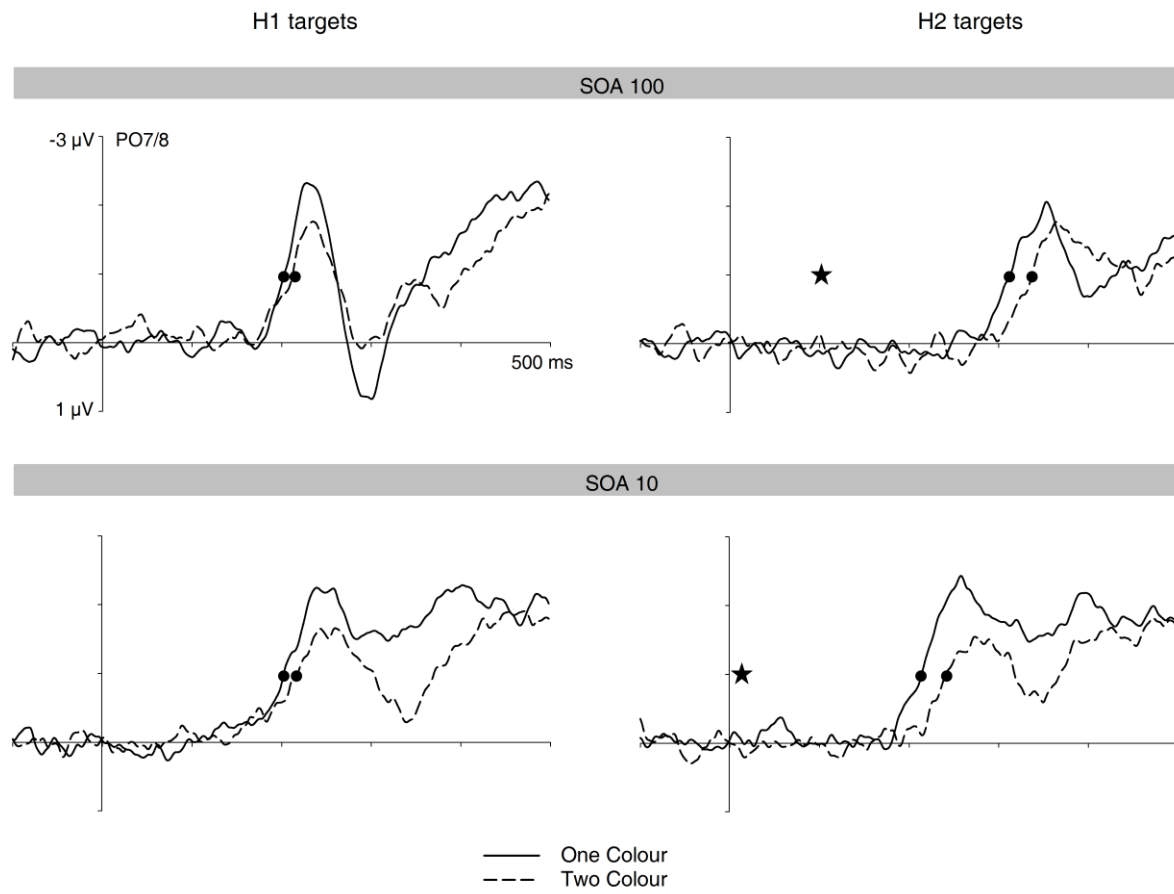 H1 targets
H2 targets
SOA 100
-3 µV
PO7/8
500 ms
1 µV
SOA 10
One Colour
Two Colour